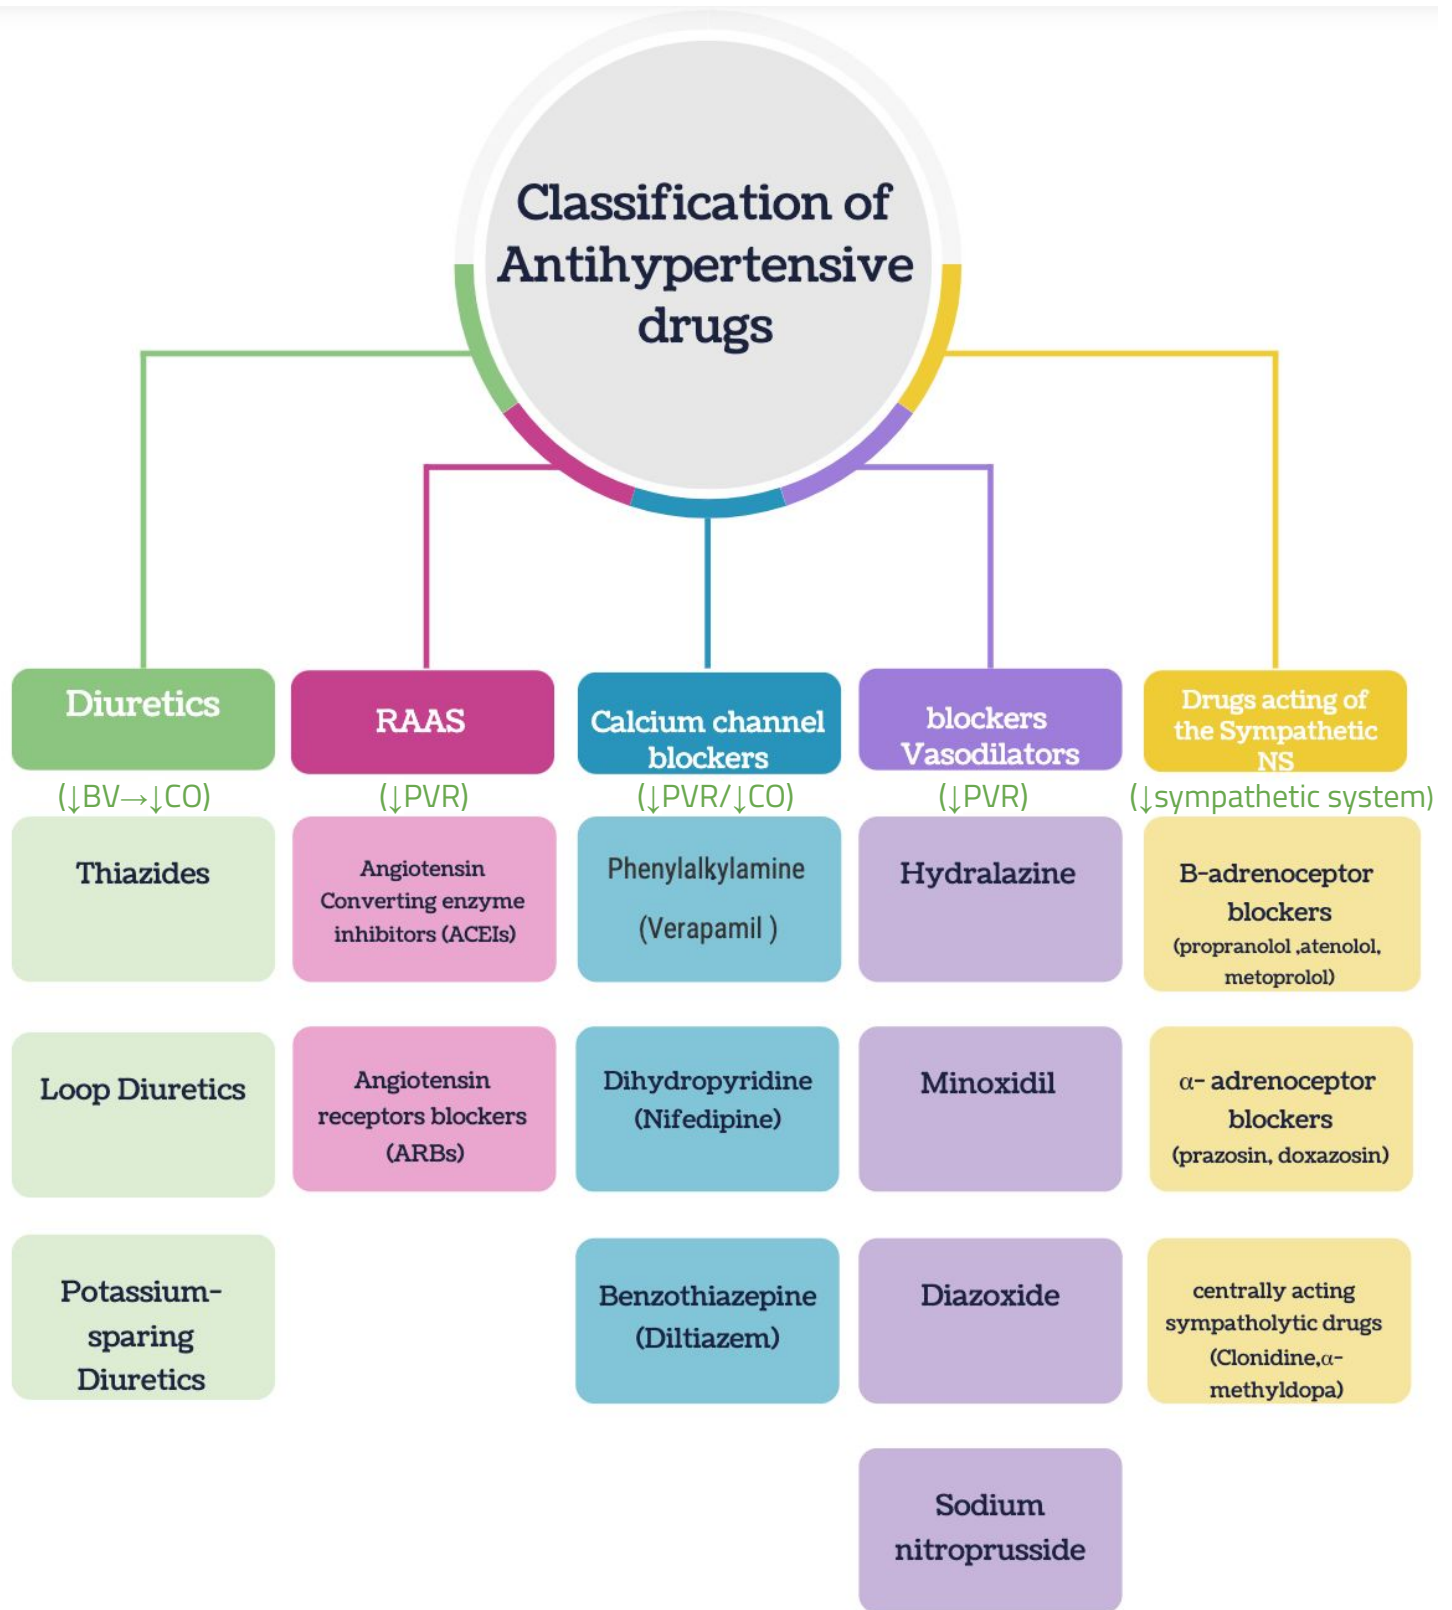 Classification of
Antihypertensive
drugs
Diuretics
(↓BV→↓CO)
Thiazides
Loop Diuretics
Potassium-
sparing
Diuretics
RAAS
(↓PVR)
Angiotensin
Converting enzyme
inhibitors (ACEIs)
Angiotensin
receptors blockers
(ARBs)
Calcium channel
blockers
(↓PVR/↓CO)
Phenylalkylamine
(Verapamil )
Dihydropyridine
(Nifedipine)
Benzothiazepine
(Diltiazem)
blockers
Vasodilators
(↓PVR)
Hydralazine
Minoxidil
Diazoxide
Sodium
nitroprusside
Drugs acting of
the Sympathetic
NS
(↓sympathetic system)
B-adrenoceptor
blockers
(propranolol ,atenolol,
metoprolol)
α- adrenoceptor
blockers
(prazosin, doxazosin)
centrally acting
sympatholytic drugs
(Clonidine,α-
methyldopa)